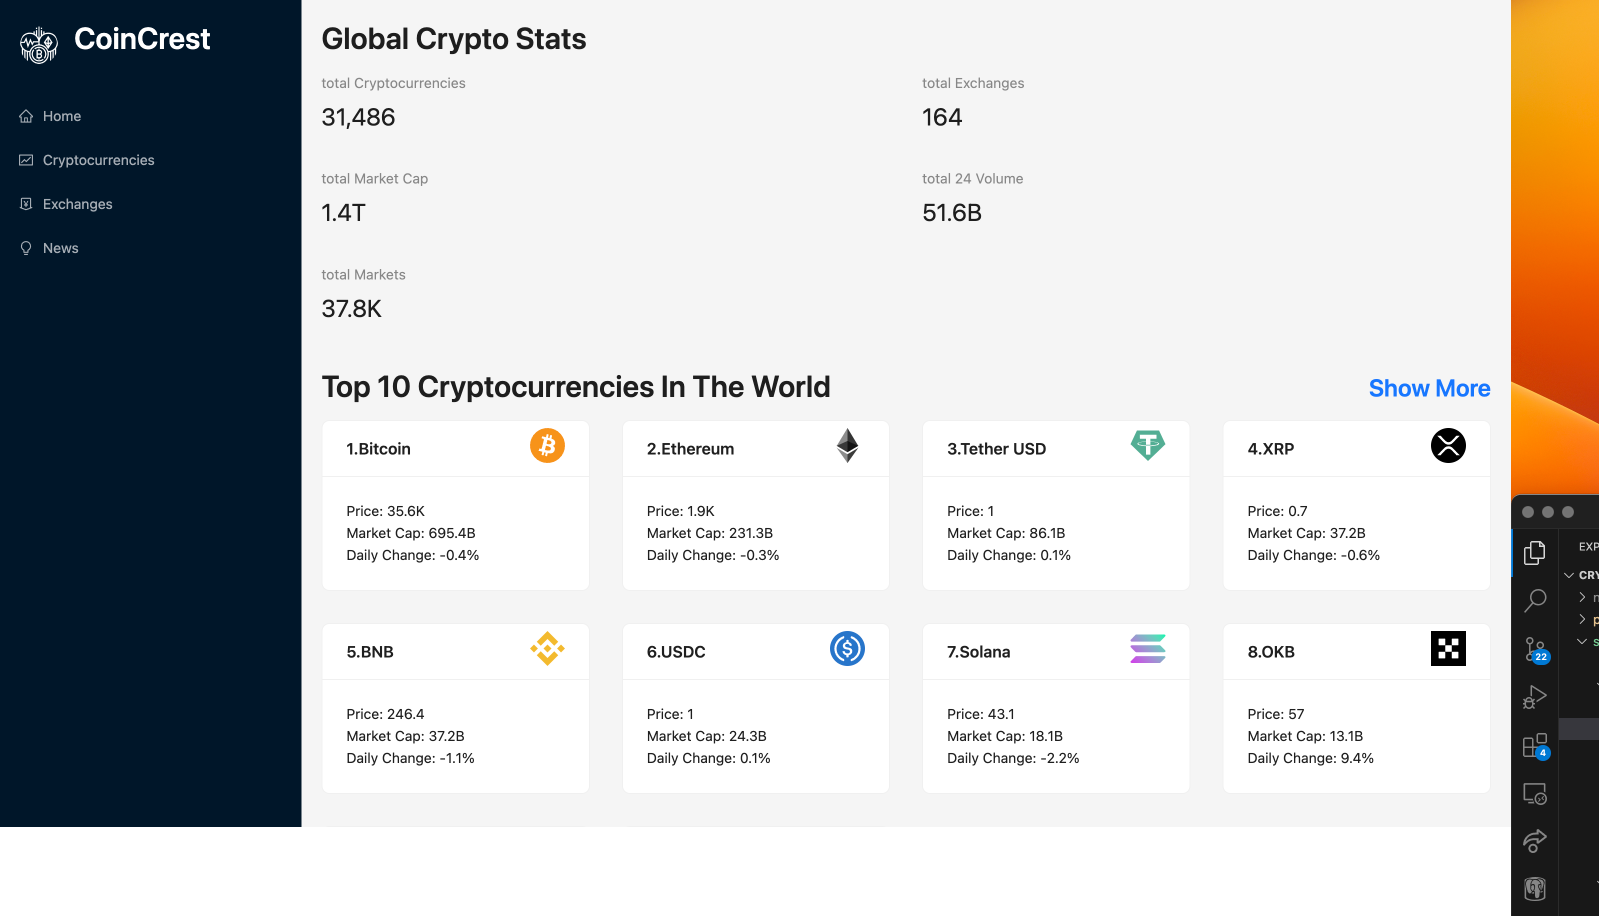 CoinCrest
Home
Cryptocurrencies
Exchanges
News
Global Crypto Stats
total Cryptocurrencies
31,486
total Exchanges
164
total Market Cap
1.4T
total 24 Volume
51.6B
total Markets
37.8K
Top 10 Cryptocurrencies In The World
Show More
1.Bitcoin
Price: 35.6K
Market Cap: 695.4B
Daily Change: -0.4%
2.Ethereum
Price: 1.9K
Market Cap: 231.3B
Daily Change: -0.3%
3.Tether USD
Price: 1
Market Cap: 86.1B
Daily Change: 0.1%
4.XRP
Price: 0.7
Market Cap: 37.2B
Daily Change: -0.6%
5.BNB
Price: 246.4
Market Cap: 37.2B
Daily Change: -1.1%
6.USDC
Price: 1
Market Cap: 24.3B
Daily Change: 0.1%
7.Solana
Price: 43.1
Market Cap: 18.1B
Daily Change: -2.2%
8.OKB
Price: 57
Market Cap: 13.1B
Daily Change: 9.4%
EXP
CRY
p
s
22
4